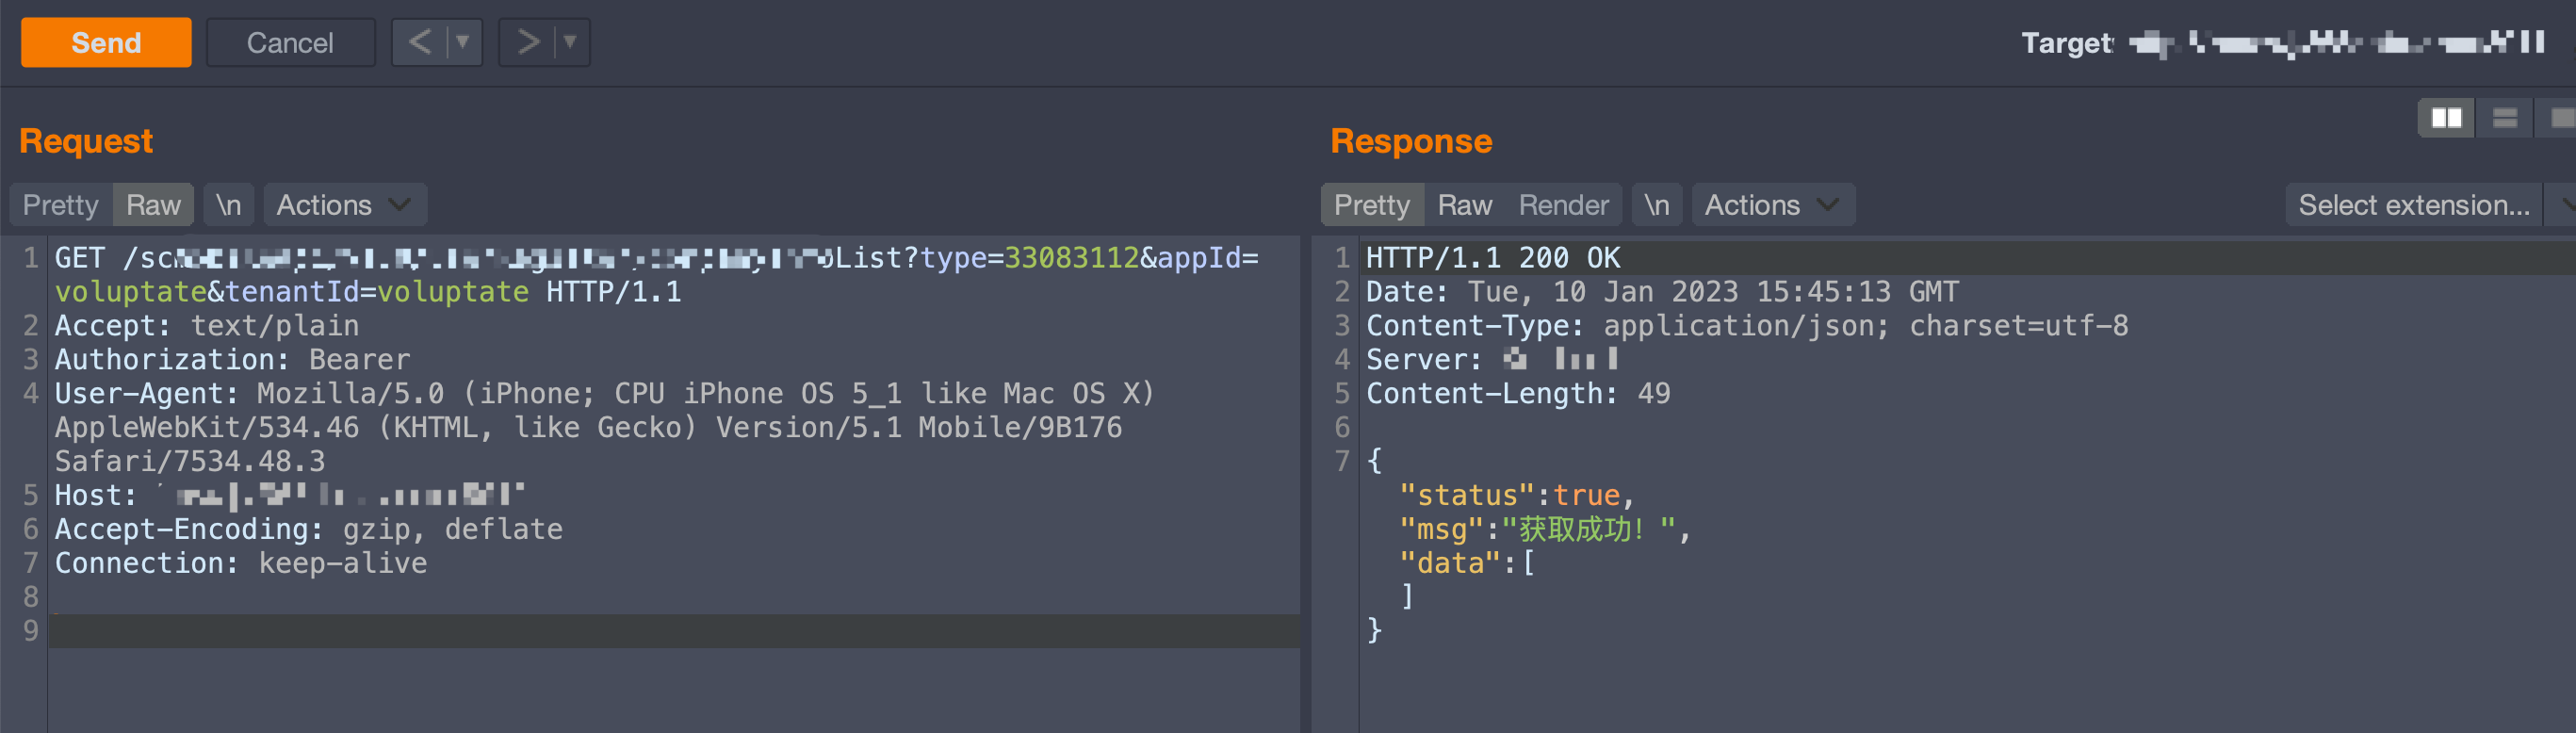 Send Cancel < > Target:
Request
Pretty Raw \n Actions
1 GET /sc List?type=33083112&appId=
voluptate&tenantId=voluptate HTTP/1.1
2 Accept: text/plain
3 Authorization: Bearer
4 User-Agent: Mozilla/5.0 (iPhone; CPU iPhone OS 5_1 like Mac OS X)
AppleWebKit/534.46 (KHTML, like Gecko) Version/5.1 Mobile/9B176
Safari/7534.48.3
5 Host:
6 Accept-Encoding: gzip, deflate
7 Connection: keep-alive
8
9
Response
Pretty Raw Render \n Actions Select extension...
1 HTTP/1.1 200 OK
2 Date: Tue, 10 Jan 2023 15:45:13 GMT
3 Content-Type: application/json; charset=utf-8
4 Server:
5 Content-Length: 49
6
7 {
"status":true,
"msg":"获取成功！",
"data":[
]
}